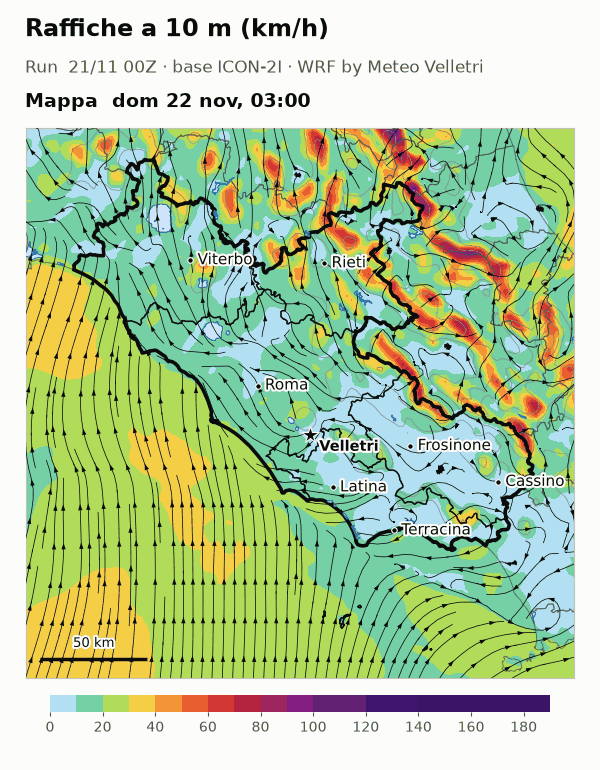 Raffiche a 10 m (km/h)
Run  21/11 00Z · base ICON-2I · WRF by Meteo Velletri
Mappa  dom 22 nov, 03:00
Viterbo
Rieti
Roma
Velletri
Frosinone
Cassino
Latina
Terracina
50 km
0 20 40 60 80 100 120 140 160 180